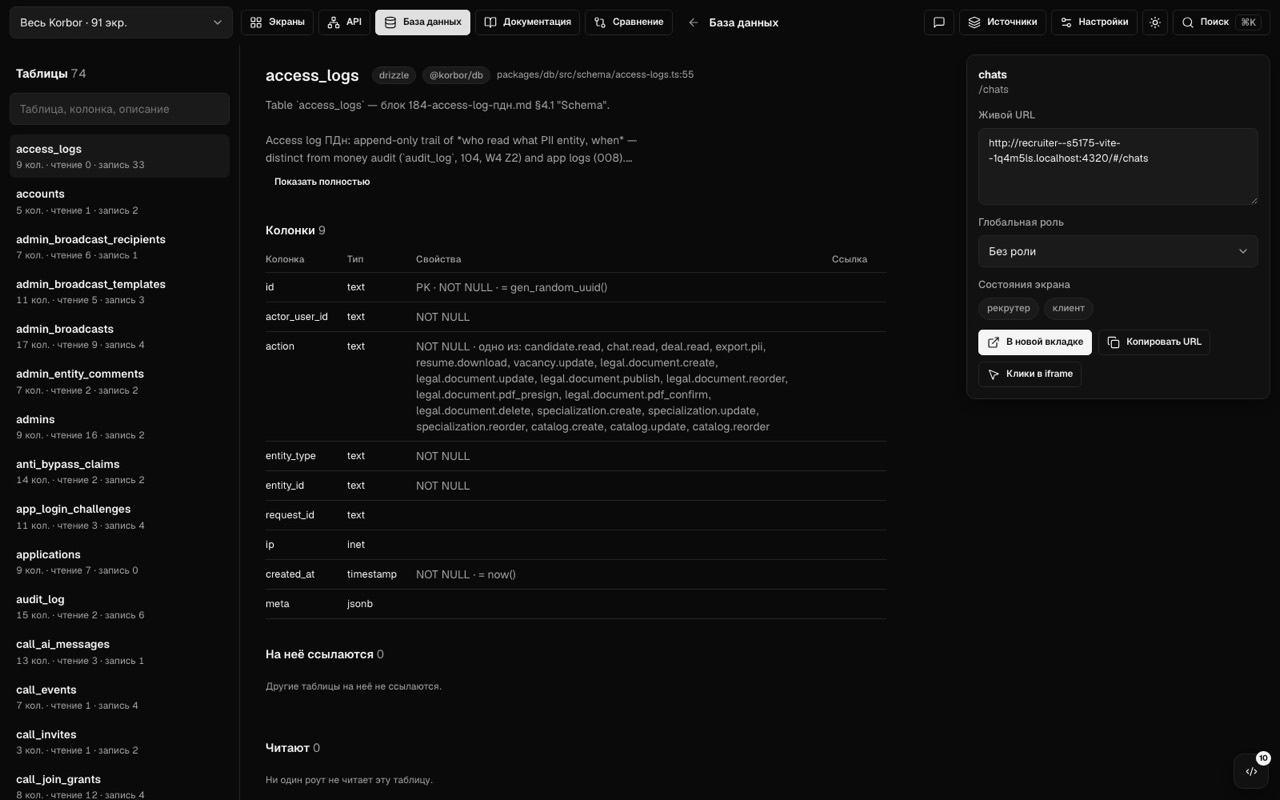 Весь Korbor · 91 экр.
Экраны
API
База данных
Документация
Сравнение
База данных
Источники
Настройки
Поиск
⌘K
Таблицы 74
Таблица, колонка, описание
access_logs
9 кол. · чтение 0 · запись 33
accounts
5 кол. · чтение 1 · запись 2
admin_broadcast_recipients
7 кол. · чтение 6 · запись 1
admin_broadcast_templates
11 кол. · чтение 5 · запись 3
admin_broadcasts
17 кол. · чтение 9 · запись 4
admin_entity_comments
7 кол. · чтение 2 · запись 2
admins
9 кол. · чтение 16 · запись 2
anti_bypass_claims
14 кол. · чтение 2 · запись 2
app_login_challenges
11 кол. · чтение 3 · запись 4
applications
9 кол. · чтение 7 · запись 0
audit_log
15 кол. · чтение 2 · запись 6
call_ai_messages
13 кол. · чтение 3 · запись 1
call_events
7 кол. · чтение 1 · запись 4
call_invites
3 кол. · чтение 1 · запись 2
call_join_grants
8 кол. · чтение 12 · запись 4
access_logs
drizzle
@korbor/db
packages/db/src/schema/access-logs.ts:55
Table `access_logs` — блок 184-access-log-пдн.md §4.1 "Schema".
Access log ПДн: append-only trail of *who read what PII entity, when* —
distinct from money audit (`audit_log`, 104, W4 Z2) and app logs (008)....
Показать полностью
Колонки 9
Колонка Тип Свойства Ссылка
id text PK · NOT NULL · = gen_random_uuid()
actor_user_id text NOT NULL
action text NOT NULL · одно из: candidate.read, chat.read, deal.read, export.pii,
resume.download, vacancy.update, legal.document.create,
legal.document.update, legal.document.publish, legal.document.reorder,
legal.document.pdf_presign, legal.document.pdf_confirm,
legal.document.delete, specialization.create, specialization.update,
specialization.reorder, catalog.create, catalog.update, catalog.reorder
entity_type text NOT NULL
entity_id text NOT NULL
request_id text
ip inet
created_at timestamp NOT NULL · = now()
meta jsonb
На неё ссылаются 0
Другие таблицы на неё не ссылаются.
Читают 0
Ни один роут не читает эту таблицу.
chats
/chats
Живой URL
http://recruiter--s5175-vite-
-1q4m5ls.localhost:4320/#/chats
Глобальная роль
Без роли
Состояния экрана
рекрутер
клиент
В новой вкладке
Копировать URL
Клики в iframe
10